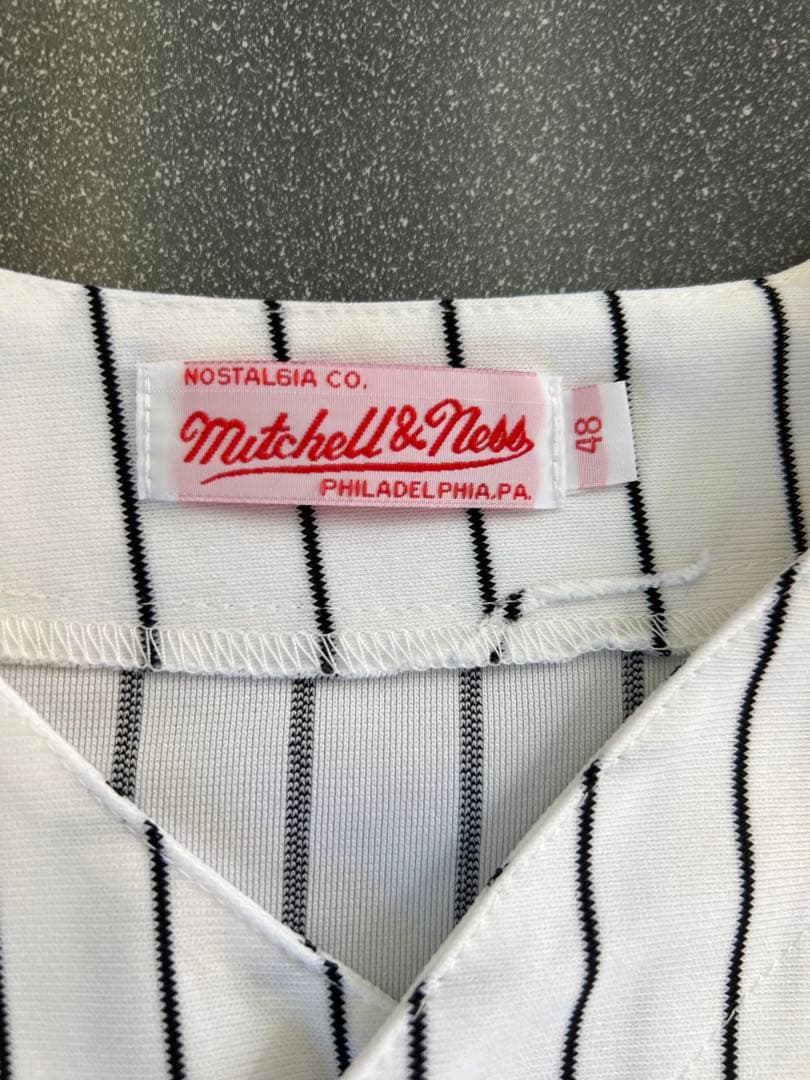 NOSTALGIA CO.
Mitchell & Ness
PHILADELPHIA, PA.
48